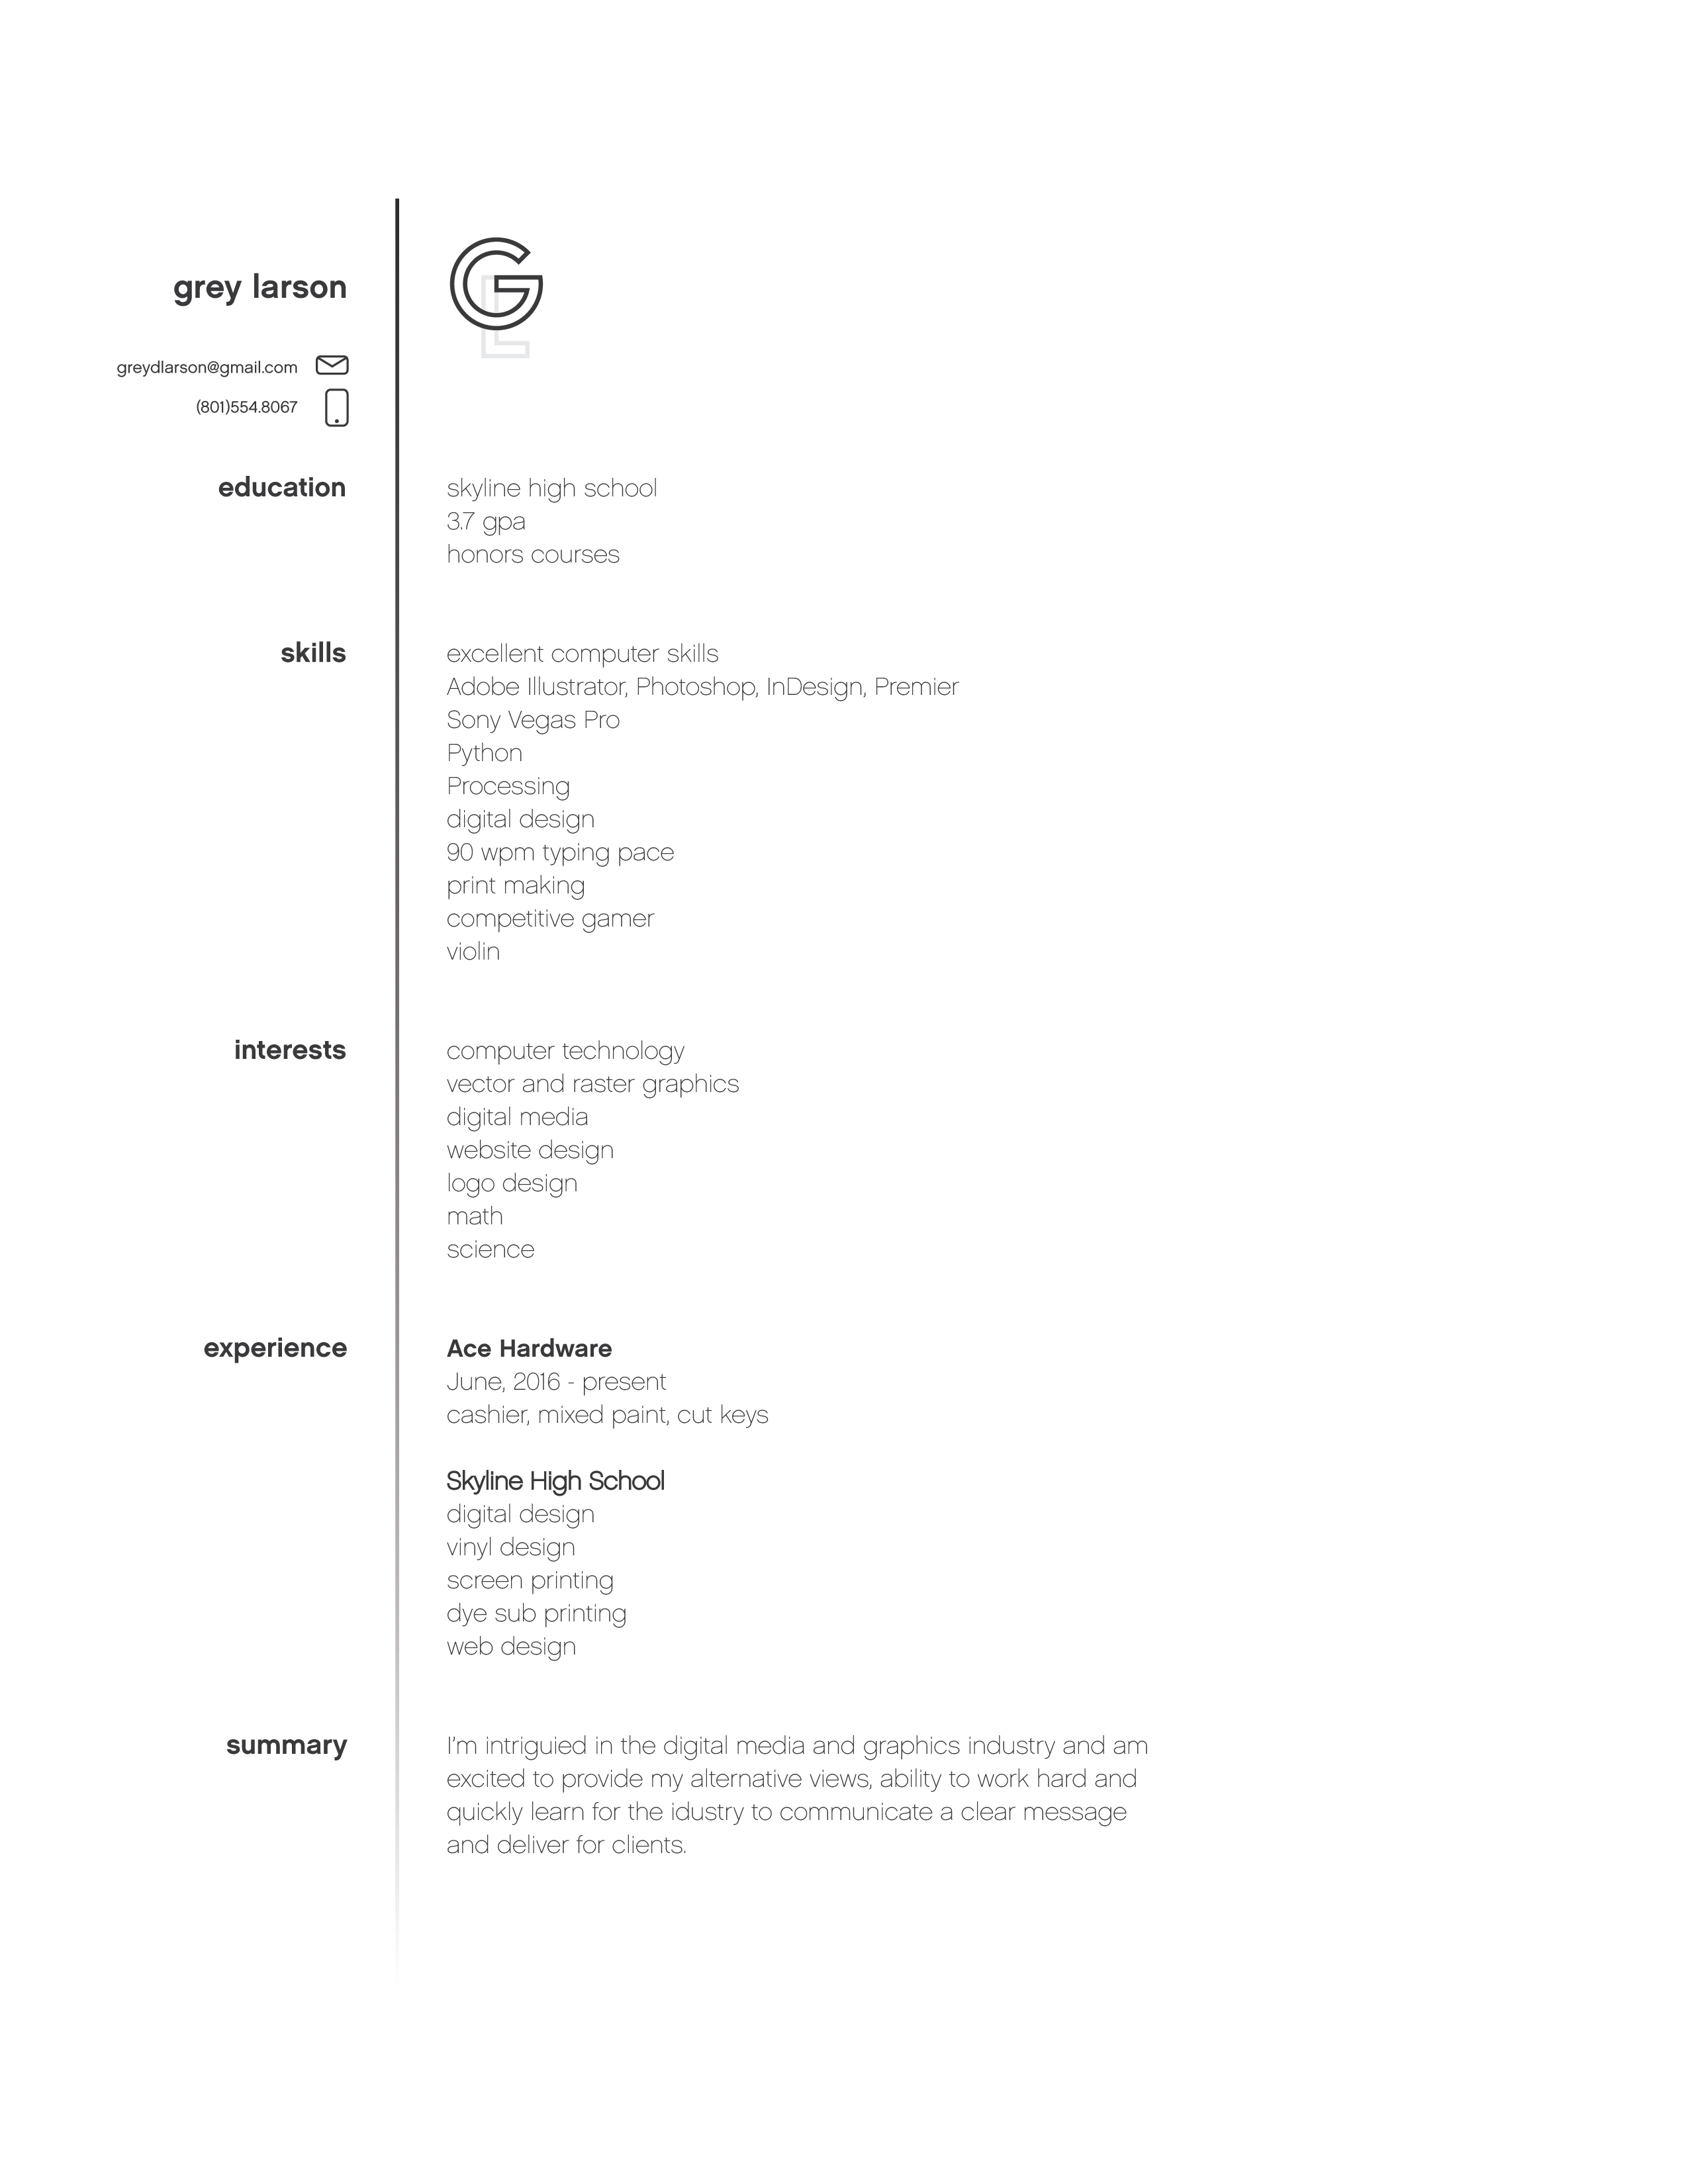 grey larson
GL
greydlarson@gmail.com
(801)554.8067
education
skyline high school
3.7 gpa
honors courses
skills
excellent computer skills
Adobe Illustrator, Photoshop, InDesign, Premier
Sony Vegas Pro
Python
Processing
digital design
90 wpm typing pace
print making
competitive gamer
violin
interests
computer technology
vector and raster graphics
digital media
website design
logo design
math
science
experience
Ace Hardware
June, 2016 - present
cashier, mixed paint, cut keys
Skyline High School
digital design
vinyl design
screen printing
dye sub printing
web design
summary
I'm intriguied in the digital media and graphics industry and am
excited to provide my alternative views, ability to work hard and
quickly learn for the idustry to communicate a clear message
and deliver for clients.